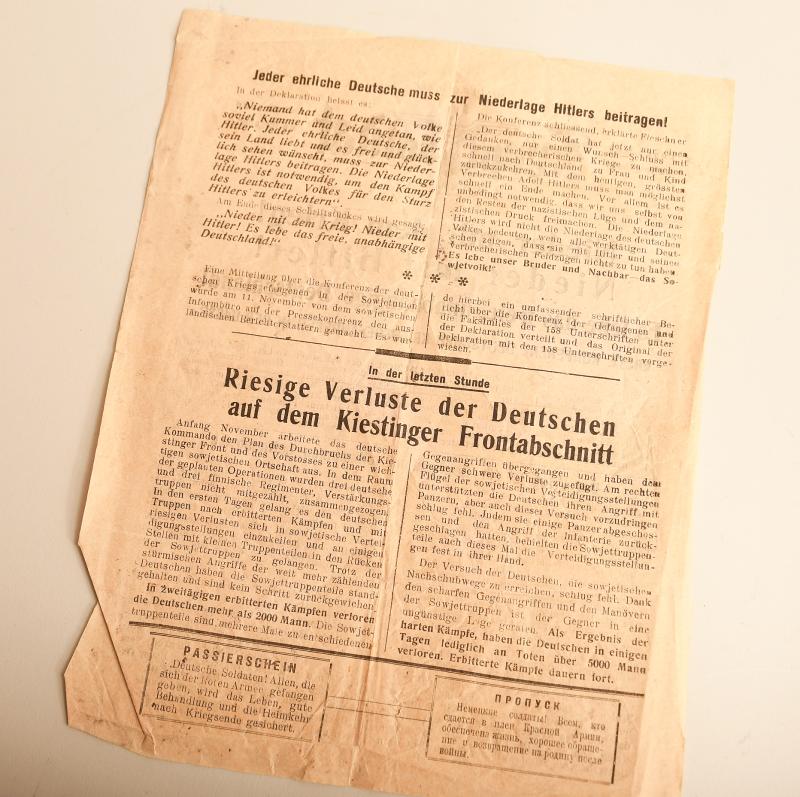 Jeder ehrliche Deutsche muss zur Niederlage Hitlers beitragen!
In der Deklaration heisst es:
„Niemand hat dem deutschen Volke
soviel Kummer und Leid angetan, wie
Hitler. Jeder ehrliche Deutsche, der
sein Land liebt und es frei und glück-
lich sehen wünscht, muss zur Nieder-
lage Hitlers beitragen. Die Niederlage
Hitlers ist notwendig, um den Kampf
des deutschen Volkes für den Sturz
Hitlers zu erleichtern“.
Am Ende dieses Schriftstückes wird gesagt:
„Nieder mit dem Krieg! Nieder mit
Hitler! Es lebe das freie, unabhängige
Deutschland!“
Die Konferenz schliessend, erklärte
„Der deutsche Soldat hat jetzt nur einen
Gedanken, nur einen Wunsch—Schluss mit
diesem verbrecherischen Kriege zu machen,
schnell nach Deutschland zu Frau und Kind
zurückzukehren. Mit dem heutigen, grössten
Verbrechen Adolf Hitlers muss man möglichst
schnell ein Ende machen. Vor allem ist es
unbedingt notwendig, dass wir uns selbst von
den Resten der nazistischen Lüge und dem na-
zistischen Druck freimachen. Die Niederlage
Hitlers wird nicht die Niederlage des deutschen
Volkes bedeuten, wenn alle werktätigen Deut-
schen zeigen, dass sie mit Hitler und seinen
verbrecherischen Feldzügen nichts zu tun haben.
Es lebe unser Bruder und Nachbar—das So-
wjetvolk!“
* * *
Eine Mitteilung über die Konferenz der deut-
schen Kriegsgefangenen in der Sowjetunion
wurde am 11. November von dem sowjetischen
Informbüro auf der Pressekonferenz den aus-
ländischen Berichterstattern gemacht. Es wur-
de hierbei ein umfassender schriftlicher Be-
richt über die Konferenz der Gefangenen und
die Faksimiles der 158 Unterschriften unter
der Deklaration verteilt und das Original der
Deklaration mit den 158 Unterschriften vorge-
wiesen.
In der letzten Stunde
Riesige Verluste der Deutschen
auf dem Kiestinger Frontabschnitt
Anfang November arbeitete das deutsche
Kommando den Plan des Durchbruchs der Kie-
stinger Front und des Vorstosses zu einer wich-
tigen sowjetischen Ortschaft aus. In dem Raum
der geplanten Operationen wurden drei deutsche
und drei finnische Regimenter, Verstärkungs-
truppen nicht mitgezählt, zusammengezogen.
In den ersten Tagen gelang es den deutschen
Truppen nach erbitterten Kämpfen und mit
riesigen Verlusten sich in sowjetische Vertei-
digungsstellungen einzukeilen und an einigen
Stellen mit kleinen Truppenteilen in den Rücken
der Sowjettruppen zu gelangen. Trotz der
stürmischen Angriffe der weit mehr zählenden
Deutschen haben die Sowjettruppenteile stand-
gehalten und sind kein Schritt zurückgewichen.
In zweitägigen erbitterten Kämpfen verloren
die Deutschen mehr als 2000 Mann. Die Sowjet-
truppenteile sind mehrere Male zu entschiedenen
Gegenangriffen übergegangen und haben dem
Gegner schwere Verluste zugefügt. Am rechten
Flügel der sowjetischen Verteidigungsstellungen
unterstützten die Deutschen ihren Angriff mit
Panzern, aber auch dieser Versuch vorzudringen
schlug fehl. Indem sie einige Panzer abgeschos-
sen und den Angriff der Infanterie zurück-
geschlagen hatten, behielten die Sowjettruppen-
teile auch dieses Mal die Verteidigungsstellun-
gen fest in ihrer Hand.
Der Versuch der Deutschen, die sowjetischen
Nachschubwege zu erreichen, schlug fehl. Dank
den scharfen Gegenangriffen und den Manövern
der Sowjettruppen ist der Gegner in eine
ungünstige Lage geraten. Als Ergebnis der
harten Kämpfe, haben die Deutschen in einigen
Tagen lediglich an Toten über 5000 Mann
verloren. Erbitterte Kämpfe dauern fort.
PASSIERSCHEIN
„Deutsche Soldaten! Allen, die
sich der Roten Armee gefangen
geben, wird das Leben, gute
Behandlung und die Heimkehr
nach Kriegsende gesichert.
ПРОПУСК
Немецкие солдаты! Всем, кто
сдается в плен Красной Армии,
обеспечена жизнь, хорошее обраще-
ние и возвращение на родину после
войны.